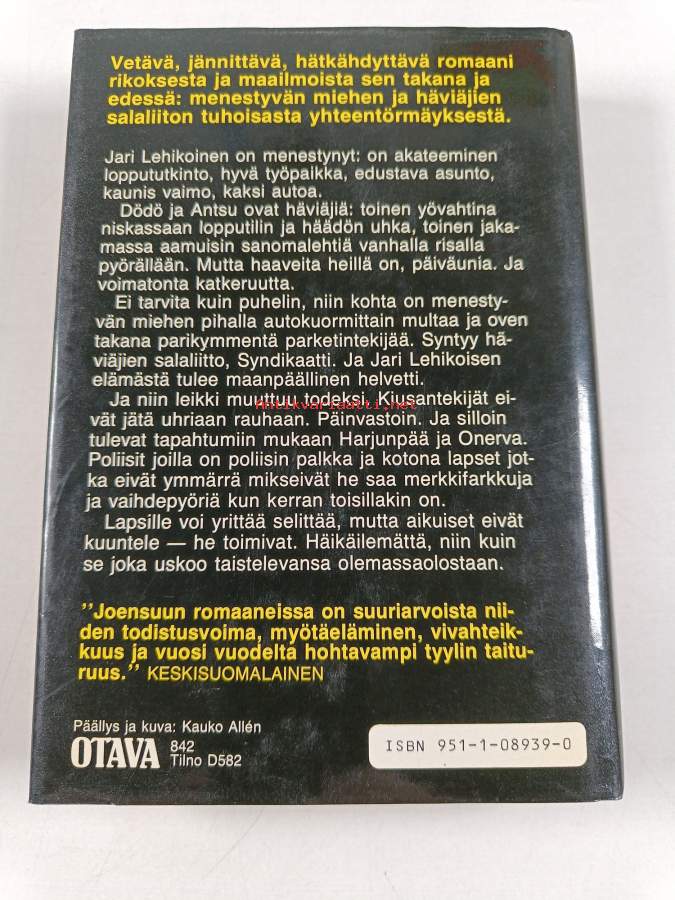 Vetävä, jännittävä, hätkähdyttävä romaani
rikoksesta ja maailmoista sen takana ja
edessä: menestyvän miehen ja häviäjien
salaliiton tuhoisasta yhteentörmäyksestä.
Jari Lehikoinen on menestynyt: on akateeminen
loppututkinto, hyvä työpaikka, edustava asunto,
kaunis vaimo, kaksi autoa.
Dödö ja Antsu ovat häviäjiä: toinen yövahtina
niskassaan lopputilin ja häädön uhka, toinen jaka-
massa aamuisin sanomalehtiä vanhalla risalla
pyörällään. Mutta haaveita heillä on, päiväunia. Ja
voimatonta katkeruutta.
Ei tarvita kuin puhelin, niin kohta on menesty-
vän miehen pihalla autokuormittain multaa ja oven
takana parikymmentä parketintekijää. Syntyy hä-
viäjien salaliitto, Syndikaatti. Ja Jari Lehikoisen
elämästä tulee maanpäällinen helvetti.
Ja niin leikki muuttuu todeksi. Kiusantekijät ei-
vät jätä uhriaan rauhaan. Päinvastoin. Ja silloin
tulevat tapahtumiin mukaan Harjunpää ja Onerva.
Poliisit joilla on poliisin palkka ja kotona lapset jot-
ka eivät ymmärrä mikseivät he saa merkkifarkkuja
ja vaihdepyöriä kun kerran toisillakin on.
Lapsille voi yrittää selittää, mutta aikuiset eivät
kuuntele — he toimivat. Häikäilemättä, niin kuin
se joka uskoo taistelevansa olemassaolostaan.
"Joensuun romaaneissa on suuriarvoista nii-
den todistusvoima, myötäeläminen, vivahteik-
kuus ja vuosi vuodelta hohtavampi tyylin taitu-
ruus." KESKISUOMALAINEN
Päällys ja kuva: Kauko Allén
OTAVA 842
Tilno D582
ISBN 951-1-08939-0
Antikvariaatti.net